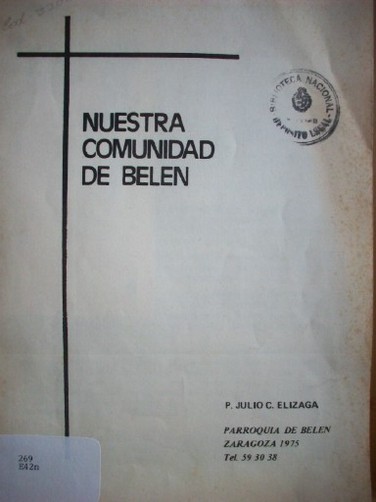 NUESTRA
COMUNIDAD
DE BELEN
BIBLIOTECA NACIONAL
DEPOSITO LEGAL
P. JULIO C. ELIZAGA
PARROQUIA DE BELEN
ZARAGOZA 1975
Tel. 59 30 38
269
E42n